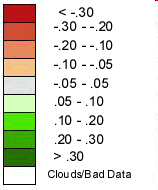 < -.30
-.30 - -.20
-.20 - -.10
-.10 - -.05
-.05 - .05
.05 - .10
.10 - .20
.20 - .30
> .30
Clouds/Bad Data